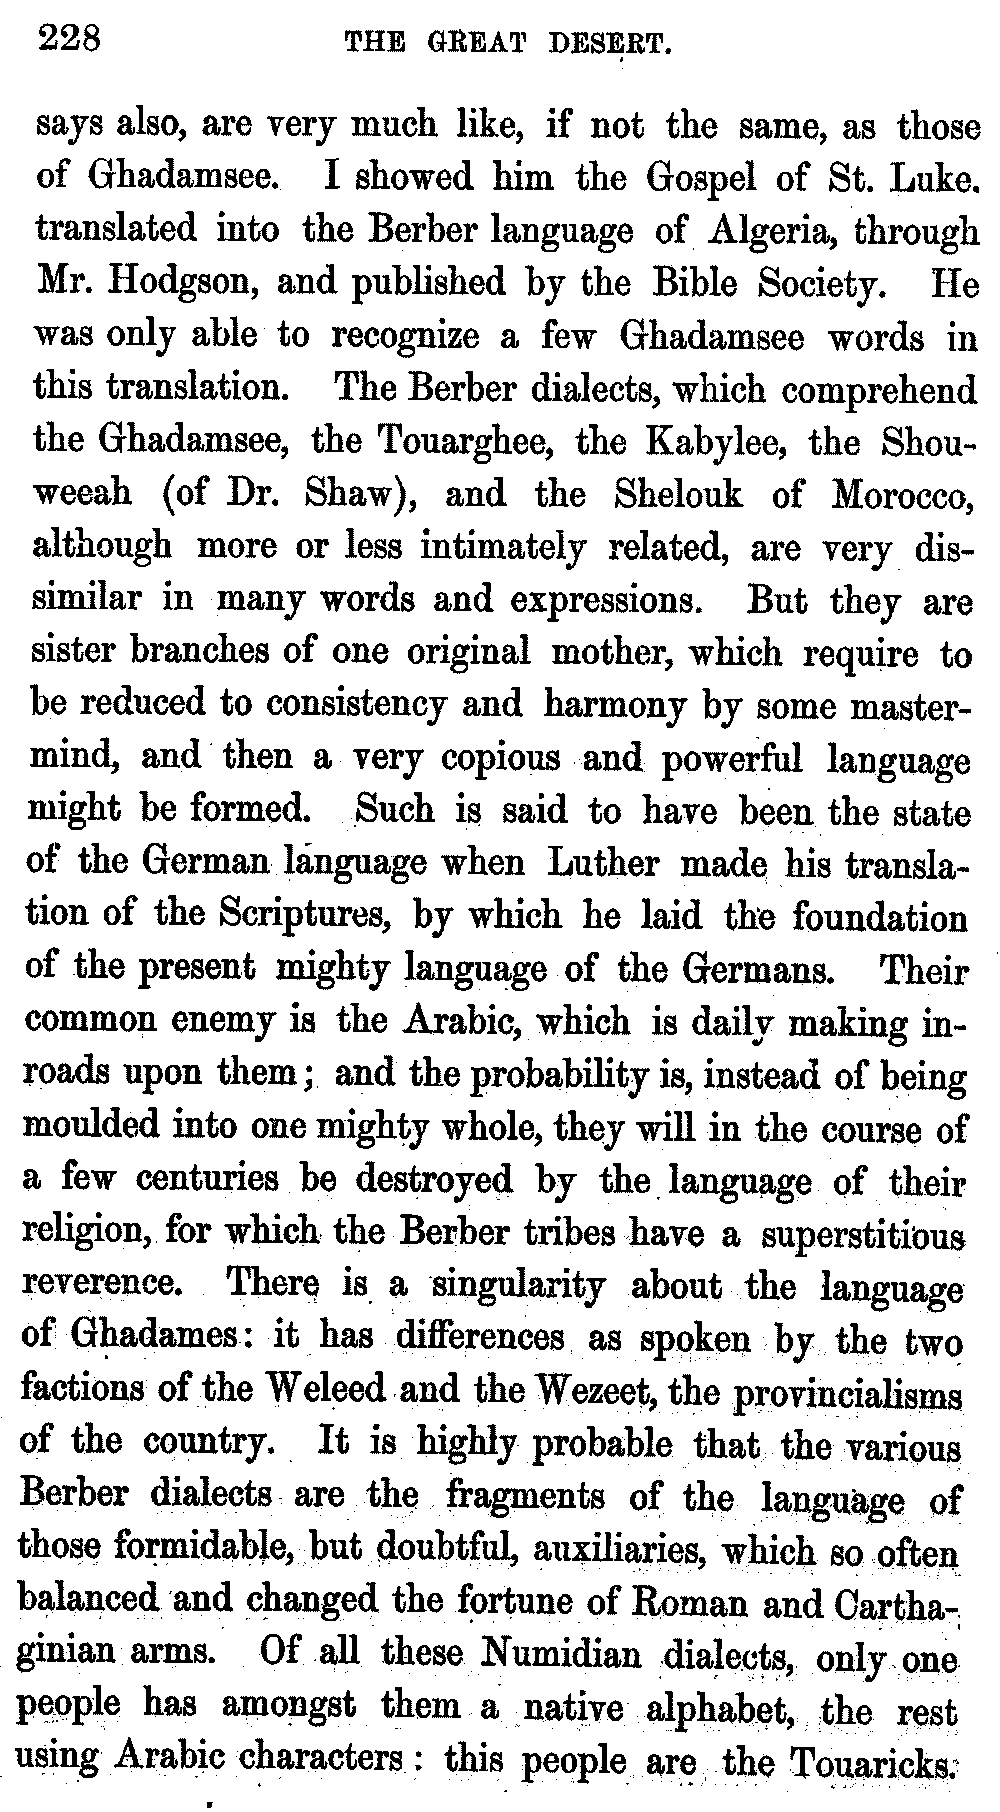 228 THE GREAT DESERT.
says also, are very much like, if not the same, as those
of Ghadamsee. I showed him the Gospel of St. Luke.
translated into the Berber language of Algeria, through
Mr. Hodgson, and published by the Bible Society. He
was only able to recognize a few Ghadamsee words in
this translation. The Berber dialects, which comprehend
the Ghadamsee, the Touarghee, the Kabylee, the Shou-
weeah (of Dr. Shaw), and the Shelouk of Morocco,
although more or less intimately related, are very dis-
similar in many words and expressions. But they are
sister branches of one original mother, which require to
be reduced to consistency and harmony by some master-
mind, and then a very copious and powerful language
might be formed. Such is said to have been the state
of the German language when Luther made his transla-
tion of the Scriptures, by which he laid the foundation
of the present mighty language of the Germans. Their
common enemy is the Arabic, which is daily making in-
roads upon them; and the probability is, instead of being
moulded into one mighty whole, they will in the course of
a few centuries be destroyed by the language of their
religion, for which the Berber tribes have a superstitious
reverence. There is a singularity about the language
of Ghadames: it has differences as spoken by the two
factions of the Weleed and the Wezeet, the provincialisms
of the country. It is highly probable that the various
Berber dialects are the fragments of the language of
those formidable, but doubtful, auxiliaries, which so often
balanced and changed the fortune of Roman and Cartha-
ginian arms. Of all these Numidian dialects, only one
people has amongst them a native alphabet, the rest
using Arabic characters: this people are the Touaricks.